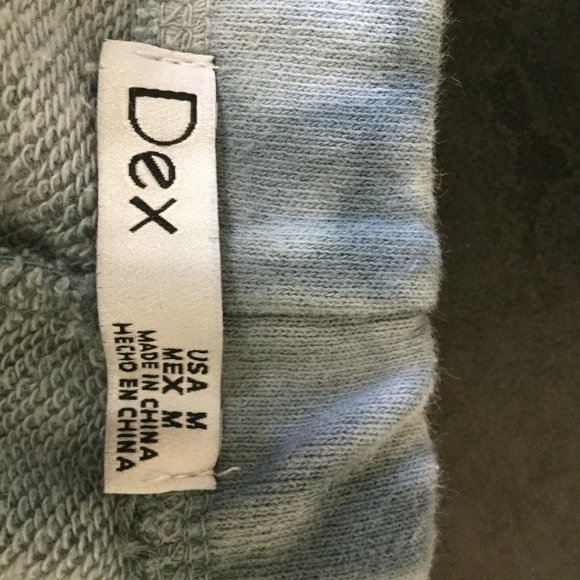 Dex
USA M
MEX M
MADE IN CHINA
HECHO EN CHINA